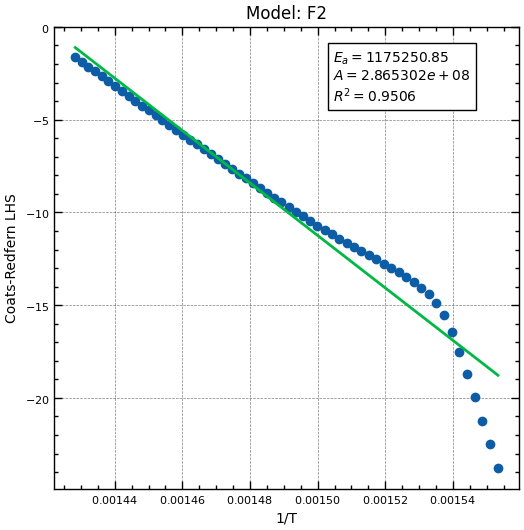 Model: F2
E_a = 1175250.85
A = 2.865302e + 08
R^2 = 0.9506
0
−5
−10
−15
−20
Coats-Redfern LHS
0.00144 0.00146 0.00148 0.00150 0.00152 0.00154
1/T